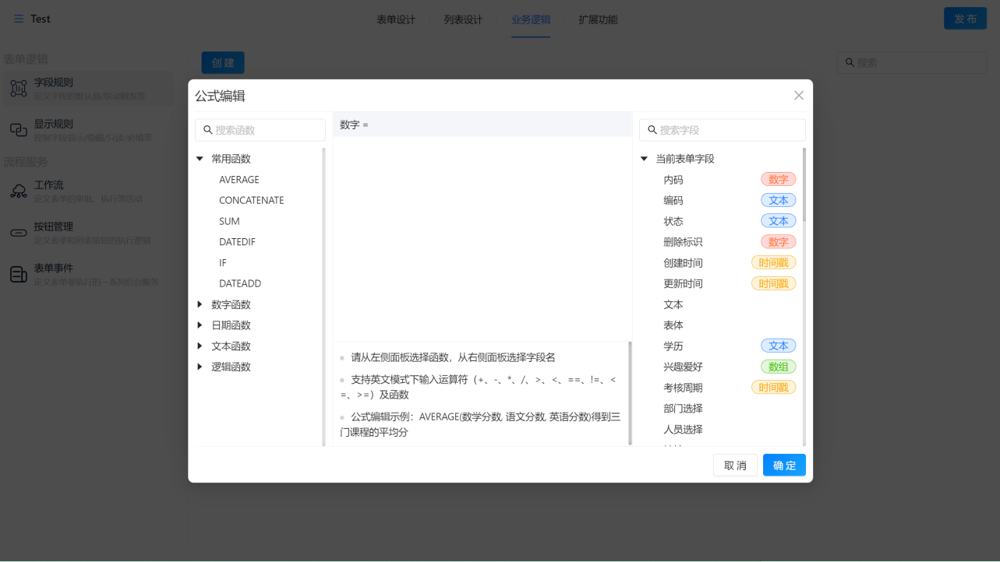 Test
表单设计
列表设计
业务逻辑
扩展功能
发布
表单逻辑
字段规则
定义字段的默认值/联动触发等
显示规则
控制字段显示/隐藏/只读/必填等
流程服务
工作流
定义表单的审批、执行等活动
按钮管理
定义表单和列表按钮的执行逻辑
表单事件
定义表单要执行的一系列后台服务
创建
搜索
公式编辑
搜索函数
常用函数
AVERAGE
CONCATENATE
SUM
DATEDIF
IF
DATEADD
数字函数
日期函数
文本函数
逻辑函数
数字 =
请从左侧面板选择函数，从右侧面板选择字段名
支持英文模式下输入运算符（+、-、*、/、>、<、==、!=、<
=、>=）及函数
公式编辑示例：AVERAGE(数学分数, 语文分数, 英语分数)得到三
门课程的平均分
搜索字段
当前表单字段
内码 数字
编码 文本
状态 文本
删除标识 数字
创建时间 时间戳
更新时间 时间戳
文本
表体
学历 文本
兴趣爱好 数组
考核周期 时间戳
部门选择
人员选择
取消
确定